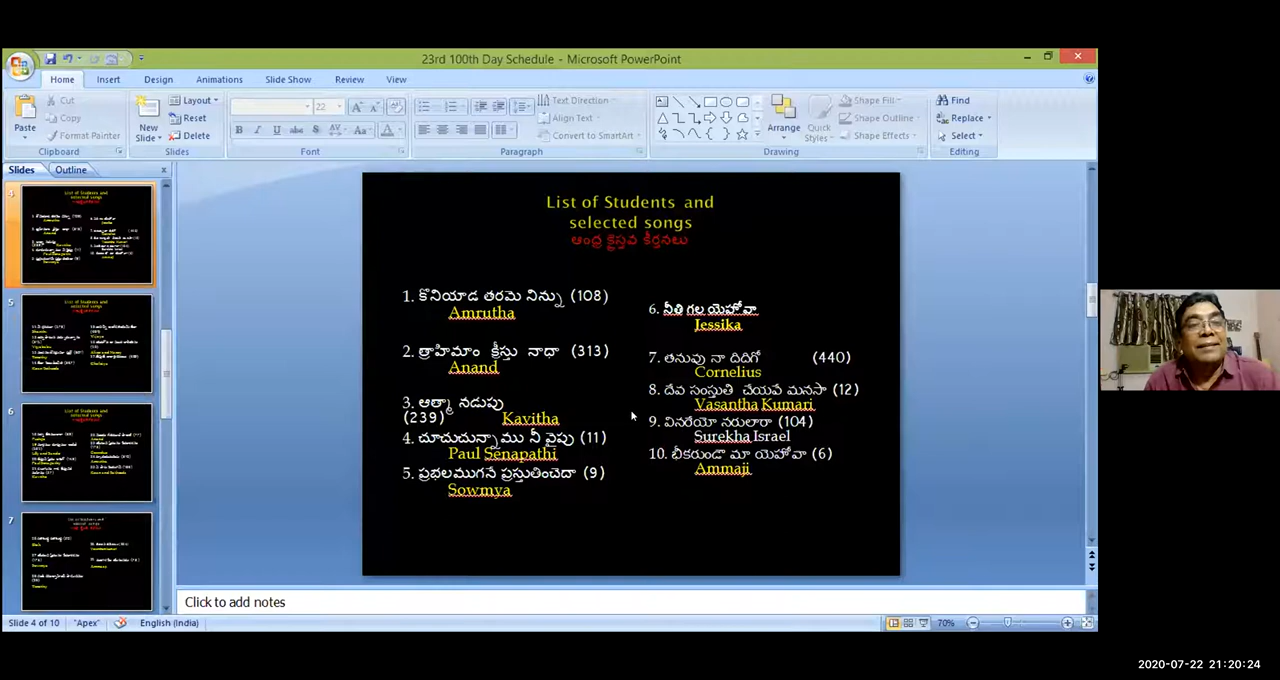 23rd 100th Day Schedule - Microsoft PowerPoint
Home Insert Design Animations Slide Show Review View
Paste
Cut
Copy
Format Painter
Clipboard
New Slide
Layout
Reset
Delete
Slides
22
Font
Paragraph
Text Direction
Align Text
Convert to SmartArt
Arrange
Quick Styles
Shape Fill
Shape Outline
Shape Effects
Drawing
Find
Replace
Select
Editing
Slides Outline
4
5
6
7
List of Students and
selected songs
ఆంధ్ర క్రైస్తవ కీర్తనలు
1. కొనియాడ తరమె నిన్ను (108)
Amrutha
2. త్రాహిమాం క్రీస్తు నాదా (313)
Anand
3. ఆత్మా నడుపు
(239) Kavitha
4. చూచుచున్నాము నీ వైపు (11)
Paul Senapathi
5. ప్రభలముగనే ప్రస్తుతించెదా (9)
Sowmya
6. నీతి గల యెహోవా
Jessika
7. తనువు నా దిదిగో (440)
Cornelius
8. దేవ సంస్తుతి చేయవే మనసా (12)
Vasantha Kumari
9. వినరేయో నరులారా (104)
Surekha Israel
10. భీకరుండౌ మా యెహోవా (6)
Ammaji
Click to add notes
Slide 4 of 10 "Apex" English (India) 70%
2020-07-22 21:20:24